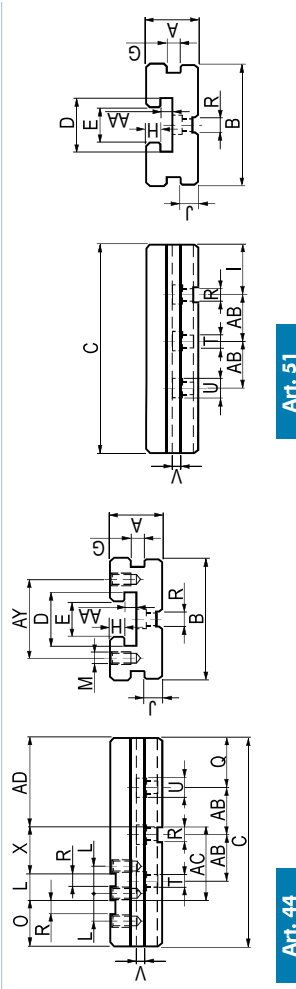 O L X AD
R L R L
V
T R U
AB AB Q
AC
C
AY
D
E
M H AA G A
J R
B
Art. 44
C
V
U T R
AB AB I
D
E
H AA G A
J R
B
Art. 51